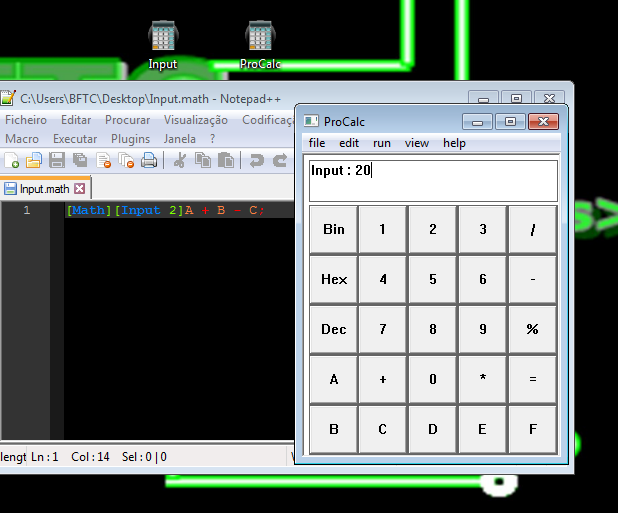 Input
ProCalc
C:\Users\BFTC\Desktop\Input.math - Notepad++
Ficheiro Editar Procurar Visualização
Macro Executar Plugins Janela ?
Input.math
1 [Math][Input 2]A + B - C;
Ln : 1 Col : 14 Sel : 0 | 0
ProCalc
file edit run view help
Input : 20
Bin 1 2 3 /
Hex 4 5 6 -
Dec 7 8 9 %
A + 0 * =
B C D E F
s>